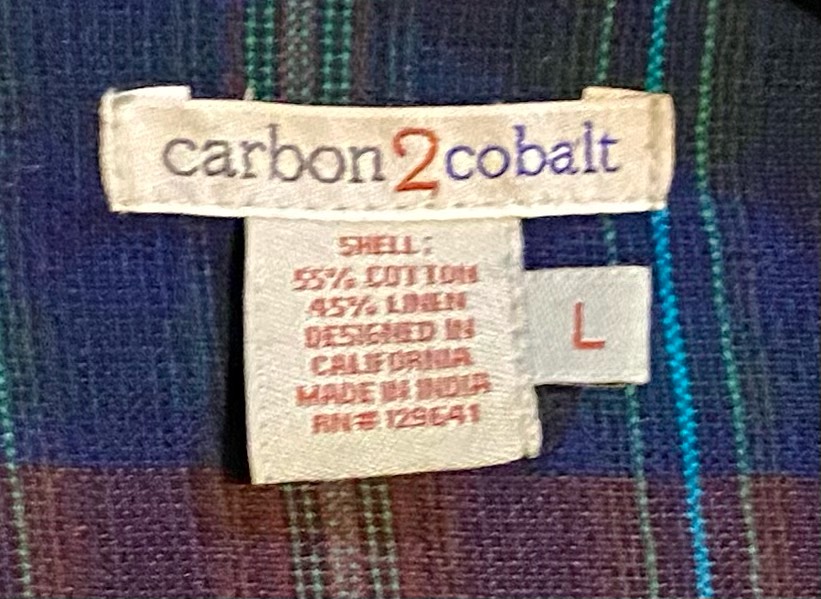 carbon2cobalt
SHELL:
55% COTTON
45% LINEN
DESIGNED IN
CALIFORNIA
MADE IN INDIA
RN# 129641
L